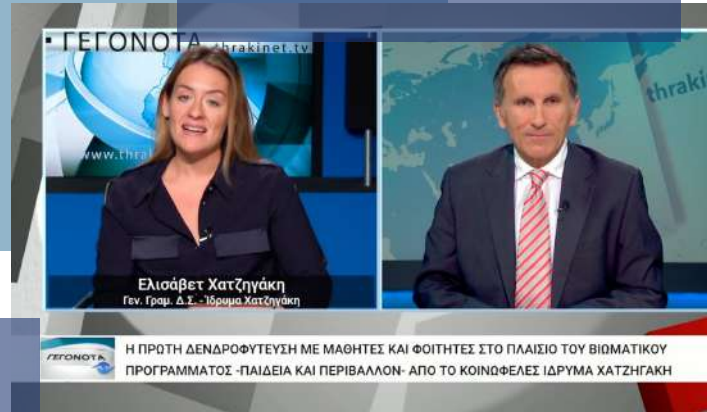 ΓΕΓΟΝΟΤΑ
thrakinet.tv
www.thra
thraki
Ελισάβετ Χατζηγάκη
Γεν. Γραμ. Δ.Σ. - Ίδρυμα Χατζηγάκη
ΓΕΓΟΝΟΤΑ
Η ΠΡΩΤΗ ΔΕΝΔΡΟΦΥΤΕΥΣΗ ΜΕ ΜΑΘΗΤΕΣ ΚΑΙ ΦΟΙΤΗΤΕΣ ΣΤΟ ΠΛΑΙΣΙΟ ΤΟΥ ΒΙΩΜΑΤΙΚΟΥ
ΠΡΟΓΡΑΜΜΑΤΟΣ -ΠΑΙΔΕΙΑ ΚΑΙ ΠΕΡΙΒΑΛΛΟΝ- ΑΠΟ ΤΟ ΚΟΙΝΩΦΕΛΕΣ ΙΔΡΥΜΑ ΧΑΤΖΗΓΑΚΗ